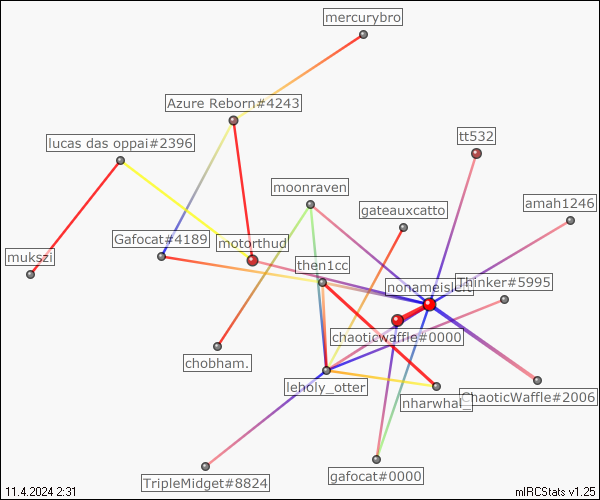 mercurybro
Azure Reborn#4243
tt532
lucas das oppai#2396
moonraven
amah1246
gateauxcatto
Gafocat#4189
motorthud
mukszi
then1cc
Thinker#5995
chaoticwaffle#0000
chobham.
leholy_otter
ChaoticWaffle#2006
nharwhal_
TripleMidget#8824
gafocat#0000
11.4.2024 2:31
mIRCStats v1.25